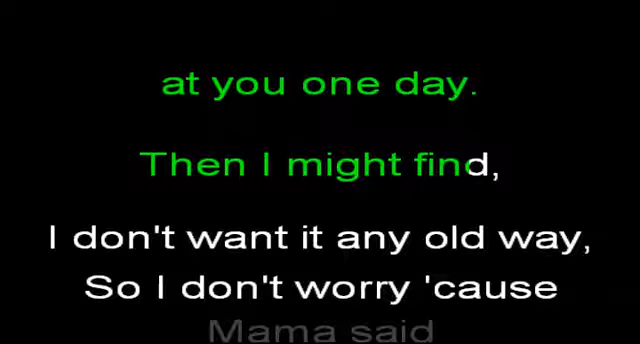 at you one day.
Then I might find,
I don't want it any old way,
So I don't worry 'cause
Mama said